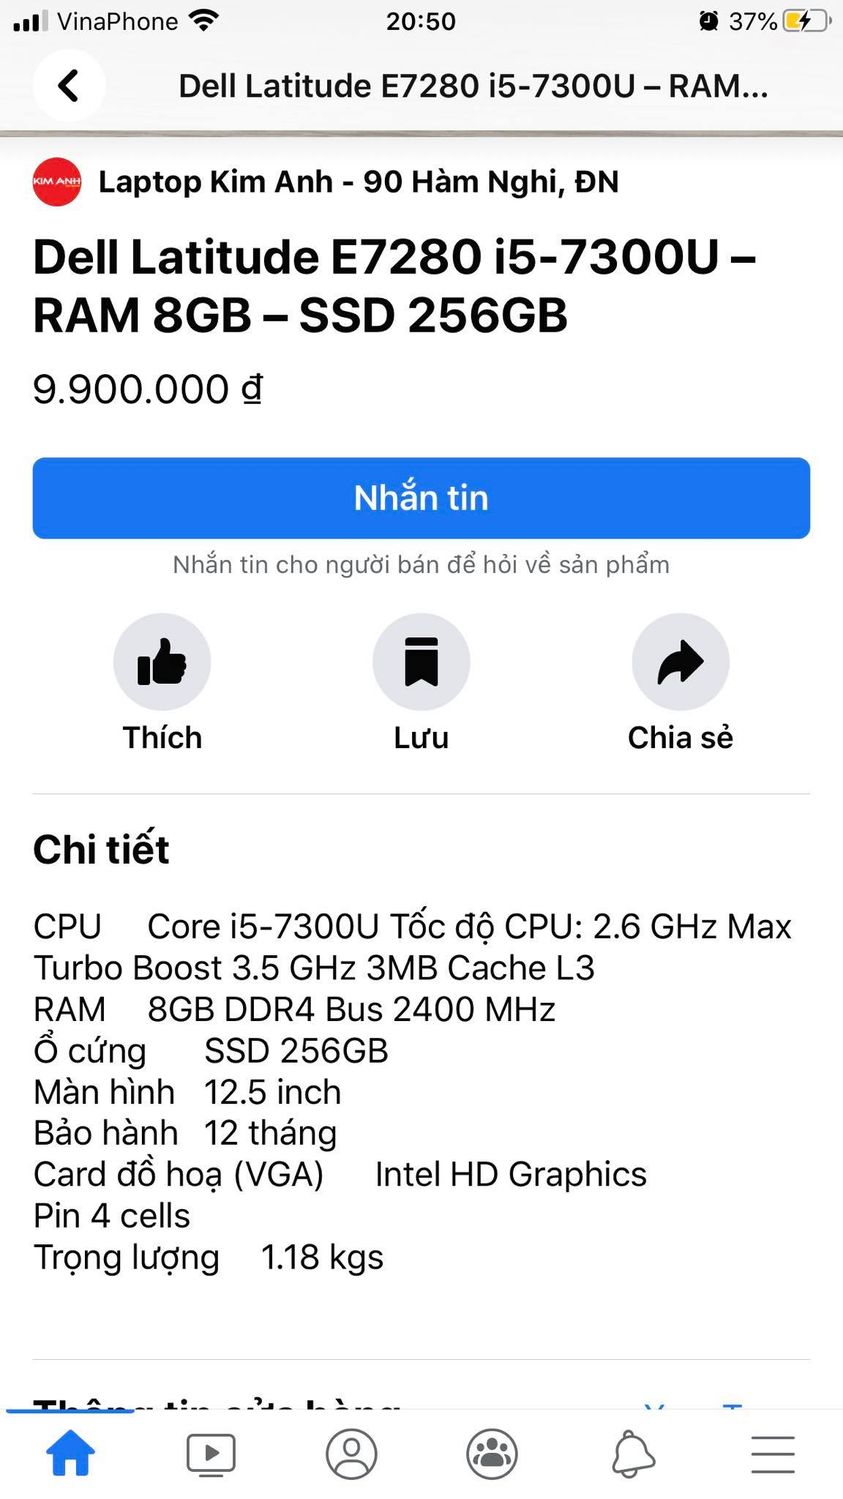 VinaPhone 20:50 37%
Dell Latitude E7280 i5-7300U – RAM...
KIM ANH
Laptop Kim Anh - 90 Hàm Nghi, ĐN
Dell Latitude E7280 i5-7300U –
RAM 8GB – SSD 256GB
9.900.000 ₫
Nhắn tin
Nhắn tin cho người bán để hỏi về sản phẩm
Thích Lưu Chia sẻ
Chi tiết
CPU Core i5-7300U Tốc độ CPU: 2.6 GHz Max
Turbo Boost 3.5 GHz 3MB Cache L3
RAM 8GB DDR4 Bus 2400 MHz
Ổ cứng SSD 256GB
Màn hình 12.5 inch
Bảo hành 12 tháng
Card đồ hoạ (VGA) Intel HD Graphics
Pin 4 cells
Trọng lượng 1.18 kgs
Thông tin cửa hàng